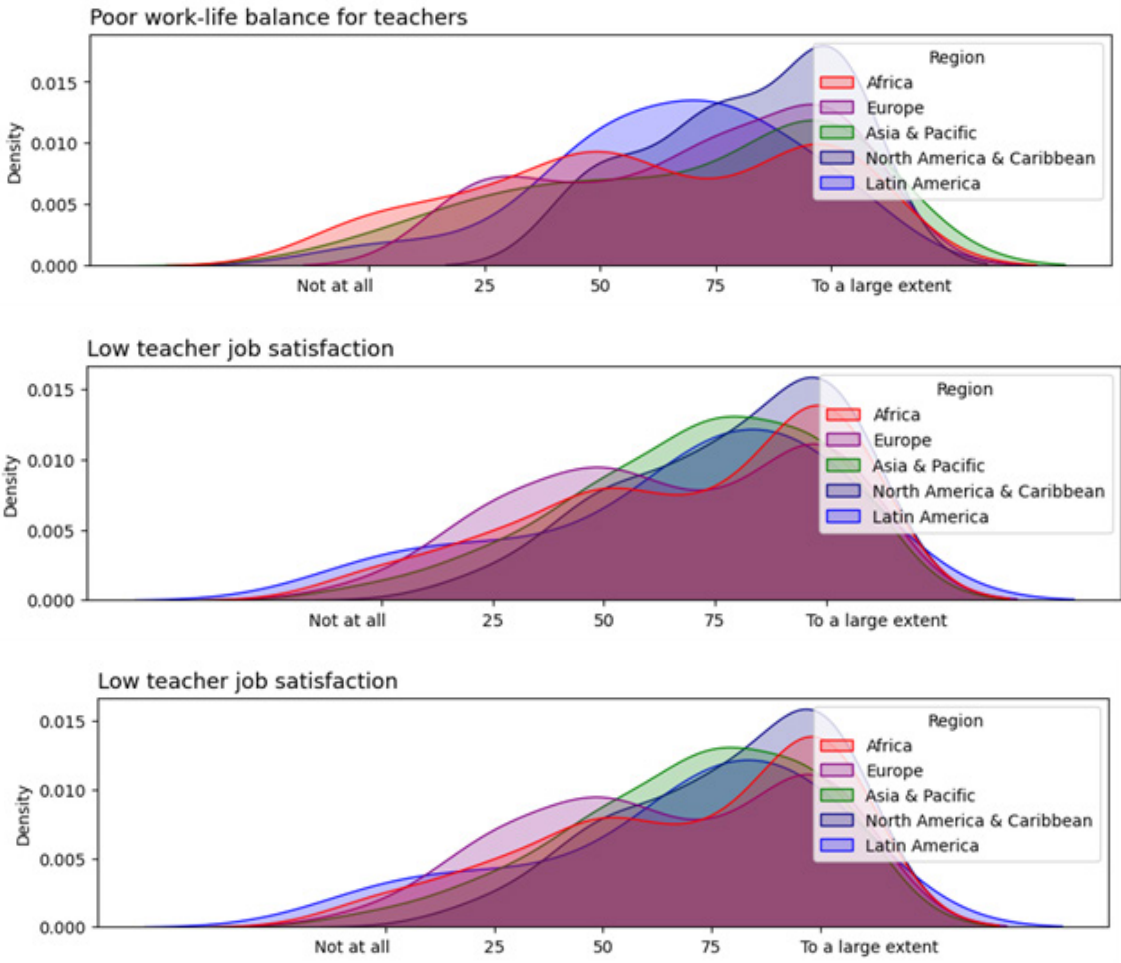 Poor work-life balance for teachers
Density
0.015
0.010
0.005
0.000
Not at all 25 50 75 To a large extent
Region
Africa
Europe
Asia & Pacific
North America & Caribbean
Latin America
Low teacher job satisfaction
Density
0.015
0.010
0.005
0.000
Not at all 25 50 75 To a large extent
Region
Africa
Europe
Asia & Pacific
North America & Caribbean
Latin America
Low teacher job satisfaction
Density
0.015
0.010
0.005
0.000
Not at all 25 50 75 To a large extent
Region
Africa
Europe
Asia & Pacific
North America & Caribbean
Latin America